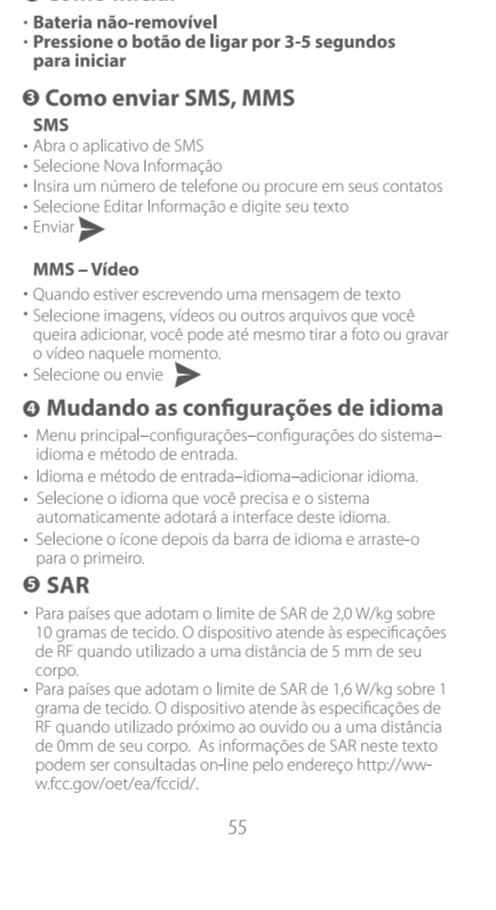 • Bateria não-removível
• Pressione o botão de ligar por 3-5 segundos
para iniciar
❸ Como enviar SMS, MMS
SMS
• Abra o aplicativo de SMS
• Selecione Nova Informação
• Insira um número de telefone ou procure em seus contatos
• Selecione Editar Informação e digite seu texto
• Enviar
MMS – Vídeo
• Quando estiver escrevendo uma mensagem de texto
• Selecione imagens, vídeos ou outros arquivos que você
queira adicionar, você pode até mesmo tirar a foto ou gravar
o vídeo naquele momento.
• Selecione ou envie
❹ Mudando as configurações de idioma
• Menu principal–configurações–configurações do sistema–
idioma e método de entrada.
• Idioma e método de entrada–idioma–adicionar idioma.
• Selecione o idioma que você precisa e o sistema
automaticamente adotará a interface deste idioma.
• Selecione o ícone depois da barra de idioma e arraste-o
para o primeiro.
❺ SAR
• Para países que adotam o limite de SAR de 2,0 W/kg sobre
10 gramas de tecido. O dispositivo atende às especificações
de RF quando utilizado a uma distância de 5 mm de seu
corpo.
• Para países que adotam o limite de SAR de 1,6 W/kg sobre 1
grama de tecido. O dispositivo atende às especificações de
RF quando utilizado próximo ao ouvido ou a uma distância
de 0mm de seu corpo. As informações de SAR neste texto
podem ser consultadas on-line pelo endereço http://ww-
w.fcc.gov/oet/ea/fccid/.
55